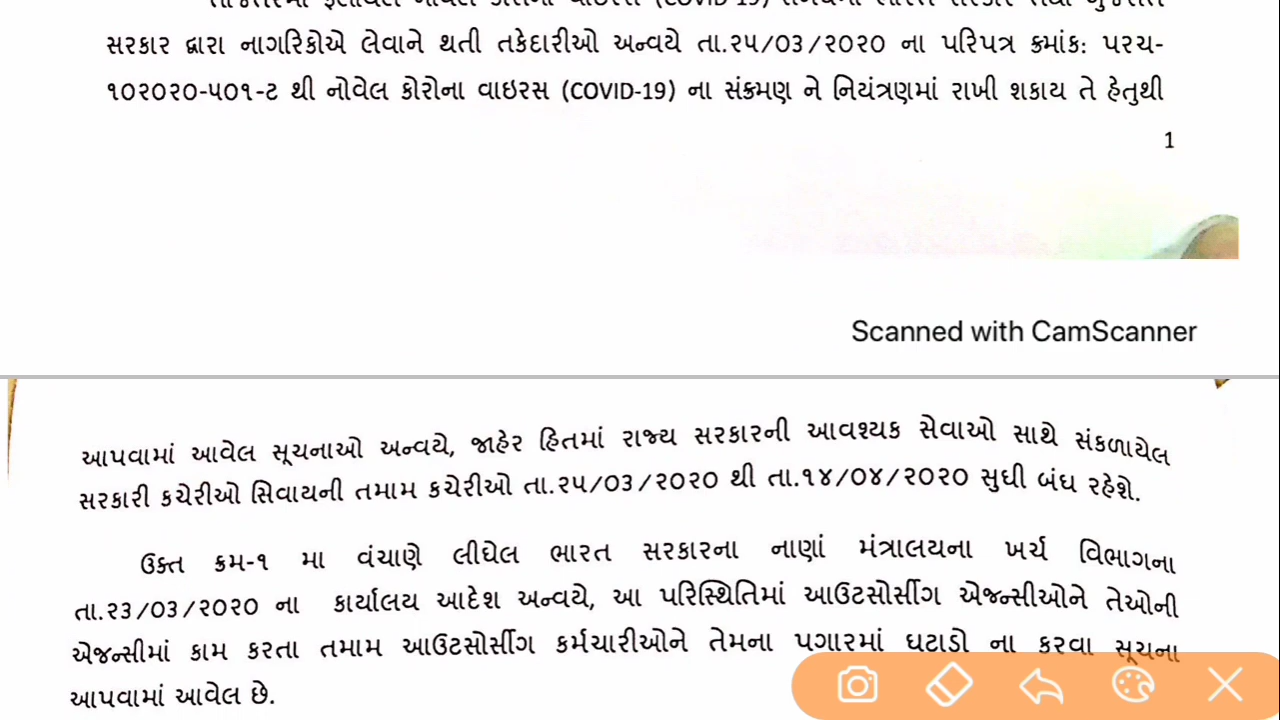 (COVID-19)
સરકાર દ્વારા નાગરિકોએ લેવાને થતી તકેદારીઓ અન્વયે તા.૨૫/૦૩/૨૦૨૦ ના પરિપત્ર ક્રમાંક: પરચ-
૧૦૨૦૨૦-૫૦૧-ટ થી નોવેલ કોરોના વાઇરસ (COVID-19) ના સંક્રમણ ને નિયંત્રણમાં રાખી શકાય તે હેતુથી
1
Scanned with CamScanner
આપવામાં આવેલ સૂચનાઓ અન્વયે, જાહેર હિતમાં રાજ્ય સરકારની આવશ્યક સેવાઓ સાથે સંકળાયેલ
સરકારી કચેરીઓ સિવાયની તમામ કચેરીઓ તા.૨૫/૦૩/૨૦૨૦ થી તા.૧૪/૦૪/૨૦૨૦ સુધી બંધ રહેશે.
ઉક્ત ક્રમ-૧ મા વંચાણે લીધેલ ભારત સરકારના નાણાં મંત્રાલયના ખર્ચ વિભાગના
તા.૨૩/૦૩/૨૦૨૦ ના કાર્યાલય આદેશ અન્વયે, આ પરિસ્થિતિમાં આઉટસોર્સીંગ એજન્સીઓને તેઓની
એજન્સીમાં કામ કરતા તમામ આઉટસોર્સીંગ કર્મચારીઓને તેમના પગારમાં ઘટાડો ના કરવા સૂચના
આપવામાં આવેલ છે.